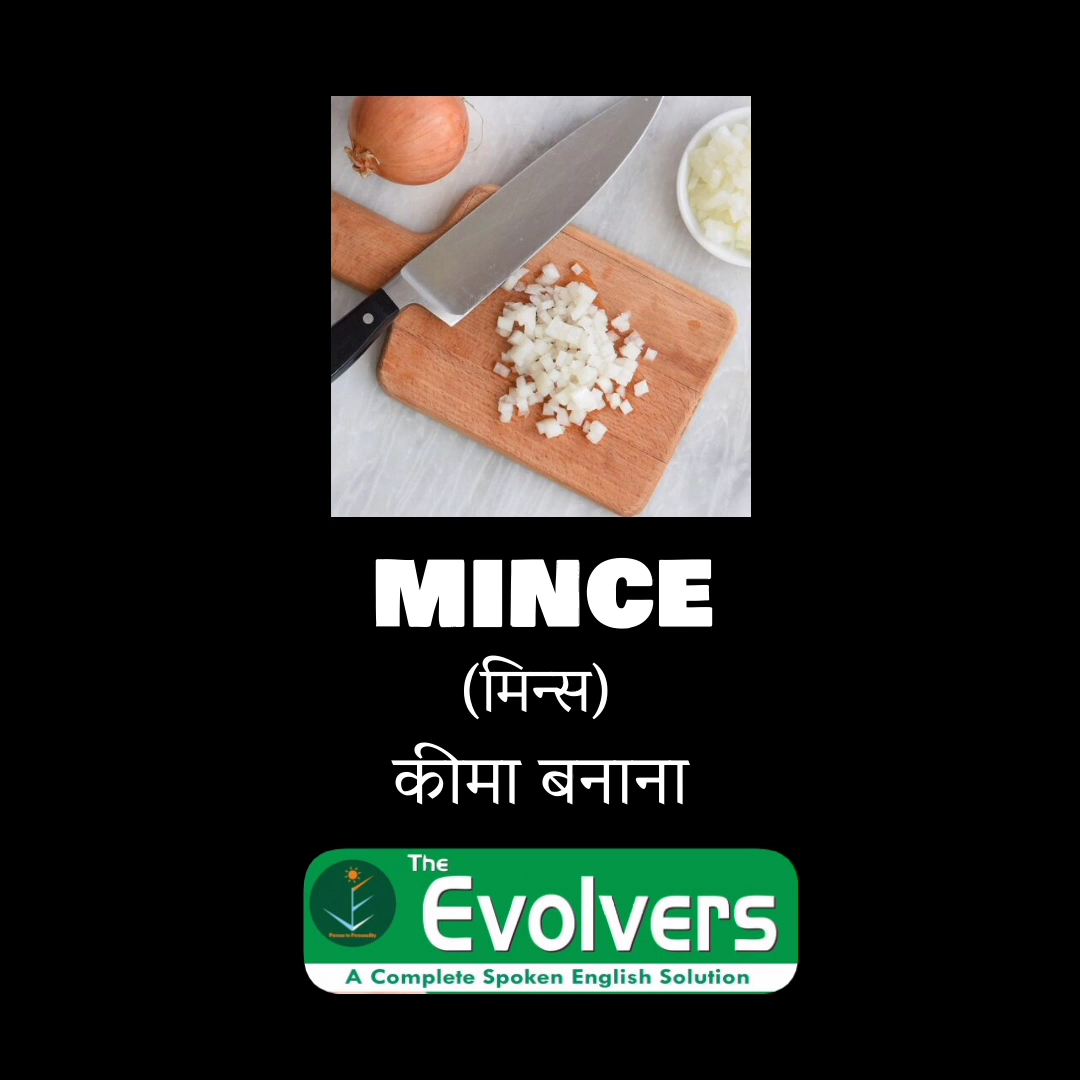 MINCE
(मिन्स)
कीमा बनाना
The
Evolvers
A Complete Spoken English Solution